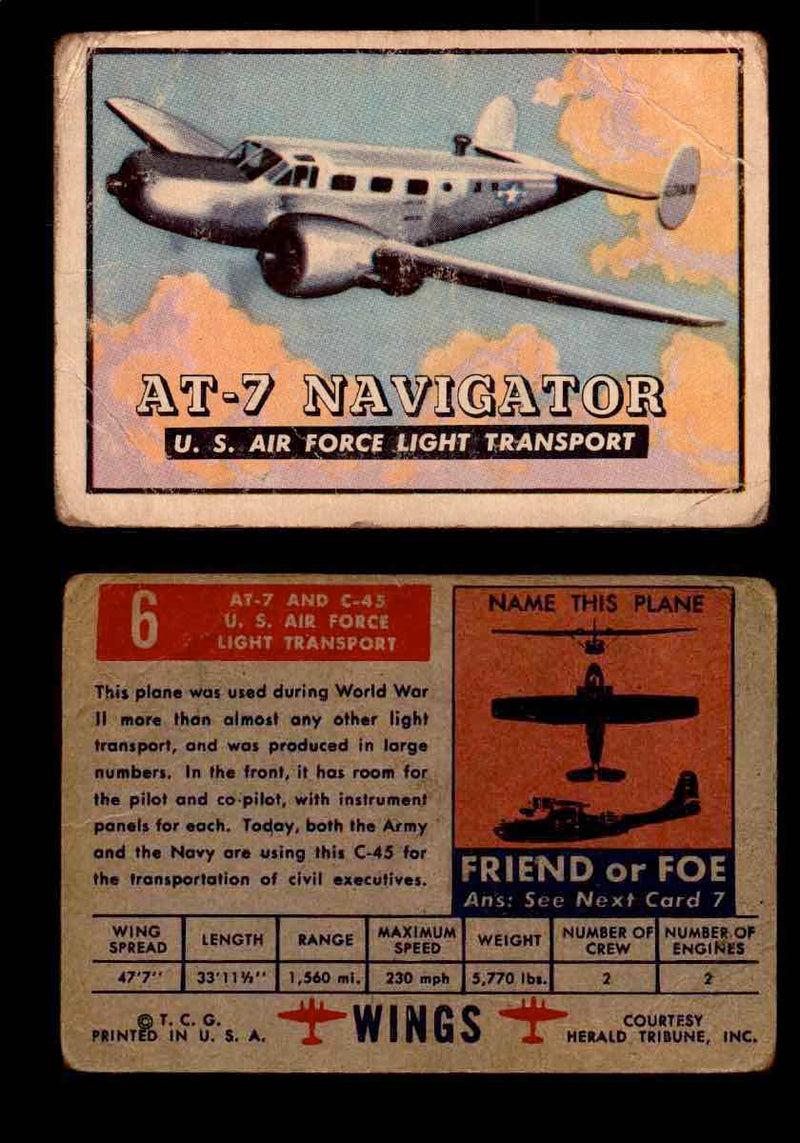 AT-7 NAVIGATOR
U. S. AIR FORCE LIGHT TRANSPORT
6
AT-7 AND C-45
U. S. AIR FORCE
LIGHT TRANSPORT
This plane was used during World War
II more than almost any other light
transport, and was produced in large
numbers. In the front, it has room for
the pilot and co-pilot, with instrument
panels for each. Today, both the Army
and the Navy are using this C-45 for
the transportation of civil executives.
NAME THIS PLANE
FRIEND or FOE
Ans: See Next Card 7
WING SPREAD LENGTH RANGE MAXIMUM SPEED WEIGHT NUMBER OF CREW NUMBER OF ENGINES
47'7" 33'11½" 1,560 mi. 230 mph 5,770 lbs. 2 2
© T. C. G.
PRINTED IN U. S. A.
WINGS
COURTESY
HERALD TRIBUNE, INC.